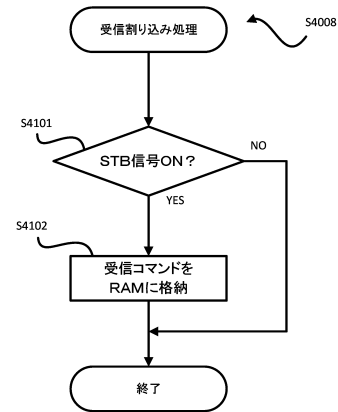 受信割り込み処理
S4008
S4101
STB信号ON?
NO
YES
S4102
受信コマンドを
RAMに格納
終了